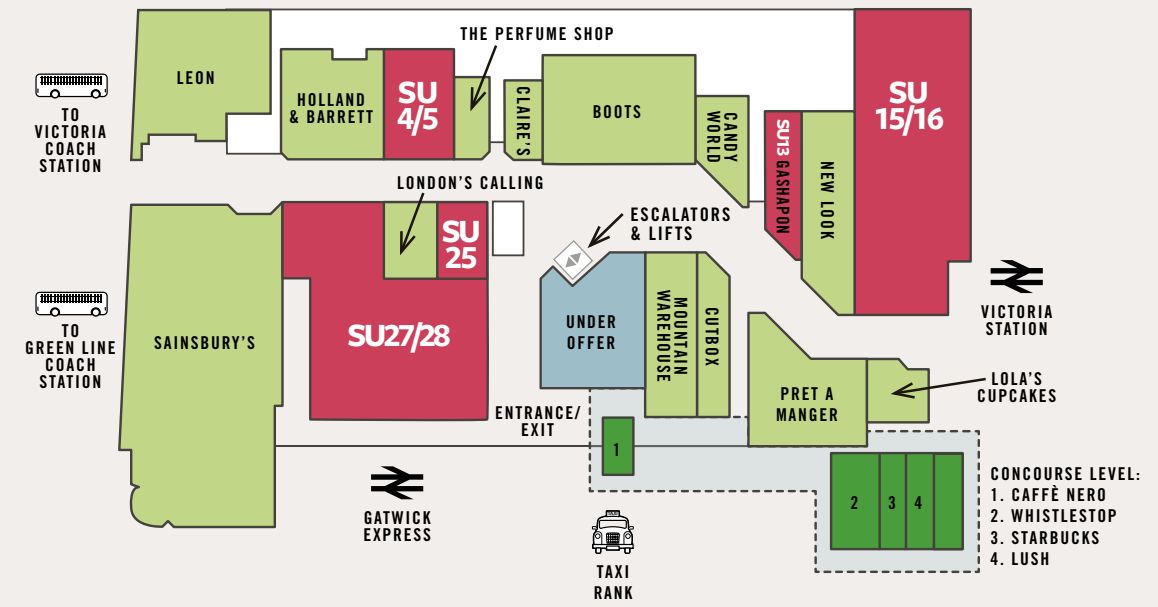 THE PERFUME SHOP
LEON
TO
VICTORIA
COACH
STATION
HOLLAND
& BARRETT
SU
4/5
CLAIRE'S
BOOTS
CANDY
WORLD
SU13 GASHAPON
NEW LOOK
SU
15/16
LONDON'S CALLING
SU
25
ESCALATORS
& LIFTS
TO
GREEN LINE
COACH
STATION
SAINSBURY'S
SU27/28
UNDER
OFFER
MOUNTAIN
WAREHOUSE
CUTBOX
VICTORIA
STATION
PRET A
MANGER
LOLA'S
CUPCAKES
ENTRANCE/
EXIT
1
GATWICK
EXPRESS
TAXI
TAXI
RANK
2
3
4
CONCOURSE LEVEL:
1. CAFFÈ NERO
2. WHISTLESTOP
3. STARBUCKS
4. LUSH